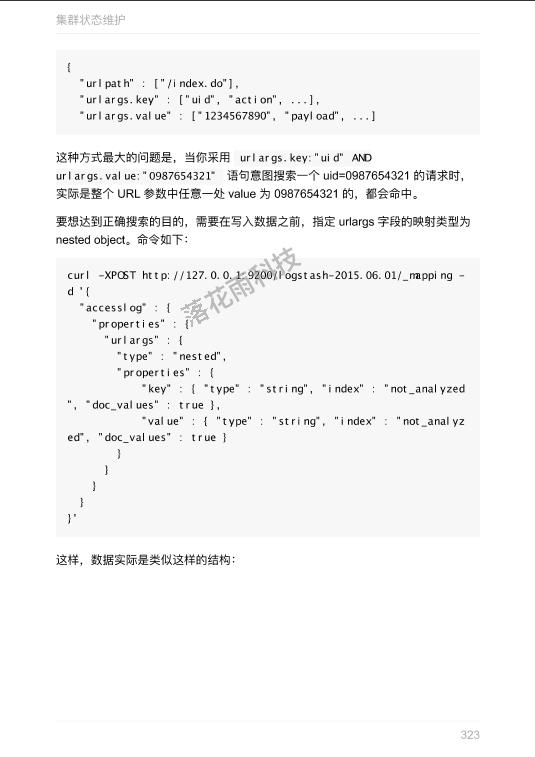 集群状态维护
{
"urlpath" : ["/index.do"],
"urlargs.key" : ["uid", "action", ...],
"urlargs.value" : ["1234567890", "payload", ...]
这种方式最大的问题是，当你采用 urlargs.key:"uid" AND
urlargs.value:"0987654321" 语句意图搜索一个 uid=0987654321 的请求时，
实际是整个 URL 参数中任意一处 value 为 0987654321 的，都会命中。
要想达到正确搜索的目的，需要在写入数据之前，指定 urlargs 字段的映射类型为
nested object。命令如下：
curl -XPOST http://127.0.0.1:9200/logstash-2015.06.01/_mapping -
d '{
"accesslog" : {
"properties" : {
"urlargs" : {
"type" : "nested",
"properties" : {
"key" : { "type" : "string", "index" : "not_analyzed
", "doc_values" : true },
"value" : { "type" : "string", "index" : "not_analyz
ed", "doc_values" : true }
}
}
}
}
}'
落花雨科技
这样，数据实际是类似这样的结构：
323